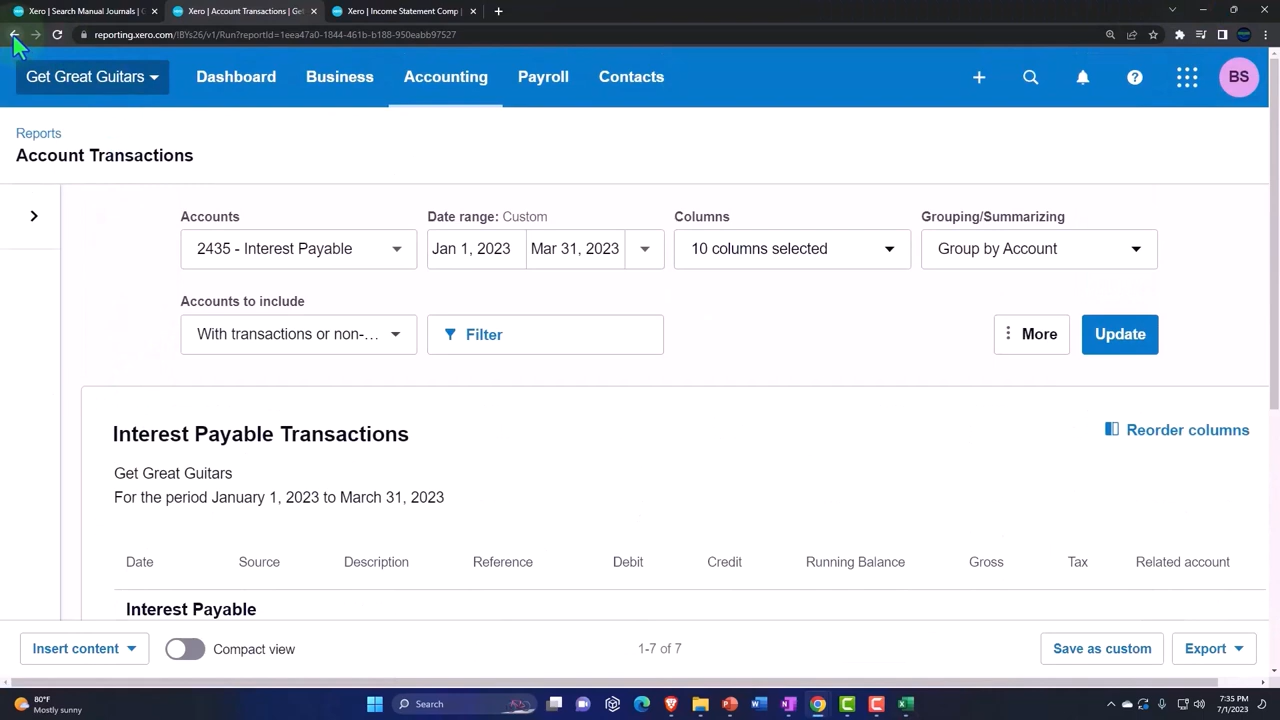 Xero | Search Manual Journals | G
Xero | Account Transactions | Get
Xero | Income Statement Comp
reporting.xero.com/!BYs26/v1/Run?reportId=1eea47a0-1844-461b-b188-950eabb97527
Get Great Guitars
Dashboard
Business
Accounting
Payroll
Contacts
BS
Reports
Account Transactions
Accounts
Date range: Custom
Columns
Grouping/Summarizing
2435 - Interest Payable
Jan 1, 2023
Mar 31, 2023
10 columns selected
Group by Account
Accounts to include
With transactions or non-...
Filter
More
Update
Interest Payable Transactions
Reorder columns
Get Great Guitars
For the period January 1, 2023 to March 31, 2023
Date Source Description Reference Debit Credit Running Balance Gross Tax Related account
Interest Payable
Insert content
Compact view
1-7 of 7
Save as custom
Export
80°F
Mostly sunny
Search
7:35 PM
7/1/2023